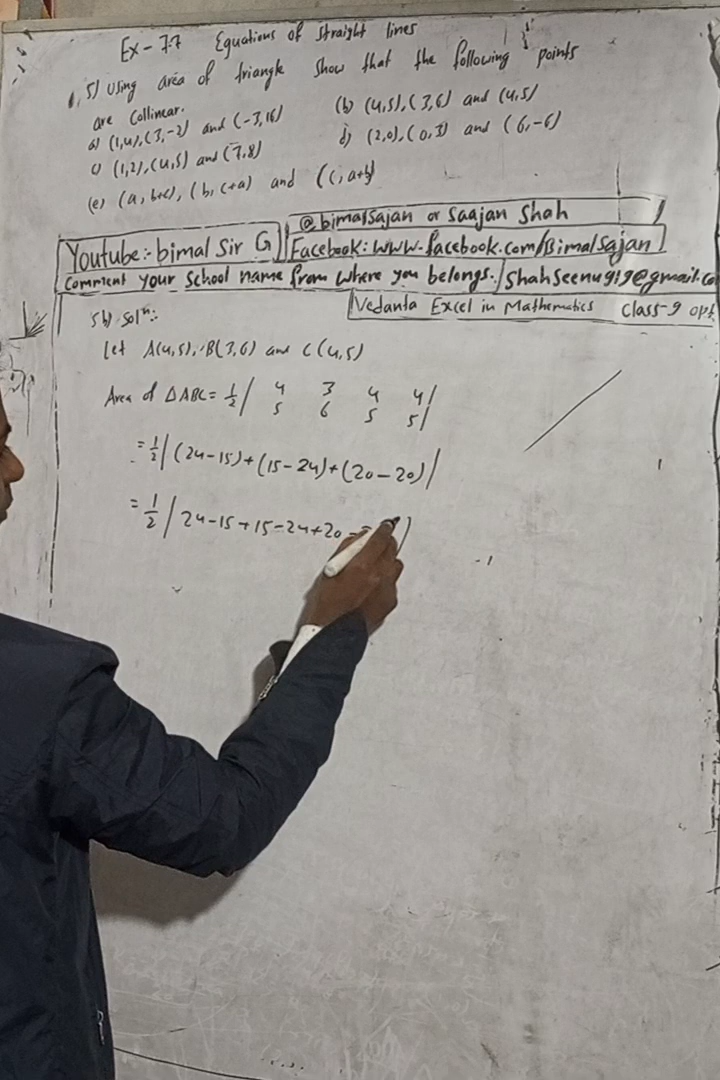 Ex - 7.7 Equations of straight lines
5) Using area of triangle show that the following points
are Collinear.
a) (1,4),(3,-2) and (-3,16) (b) (4,5),(3,6) and (4,5)
c) (1,2),(4,5) and (7,8) d) (2,0),(0,3) and (6,-6)
(e) (a, b+c), (b, c+a) and (c, a+b)
@bimalsajan or Saajan Shah
Youtube:- bimal Sir G Facebook: www.facebook.com/Bimalsajan
Comment your School name from where you belongs. / Shahseenu919@gmail.co
Vedanta Excel in Mathematics Class-9 opt
5b) Solⁿ:-
Let A(4,5), B(3,6) and C(4,5)
Area of ΔABC = 1/2 | 4 3 4 4 |
5 6 5 5
= 1/2 | (24-15)+(15-24)+(20-20) |
= 1/2 | 24-15+15-24+20-